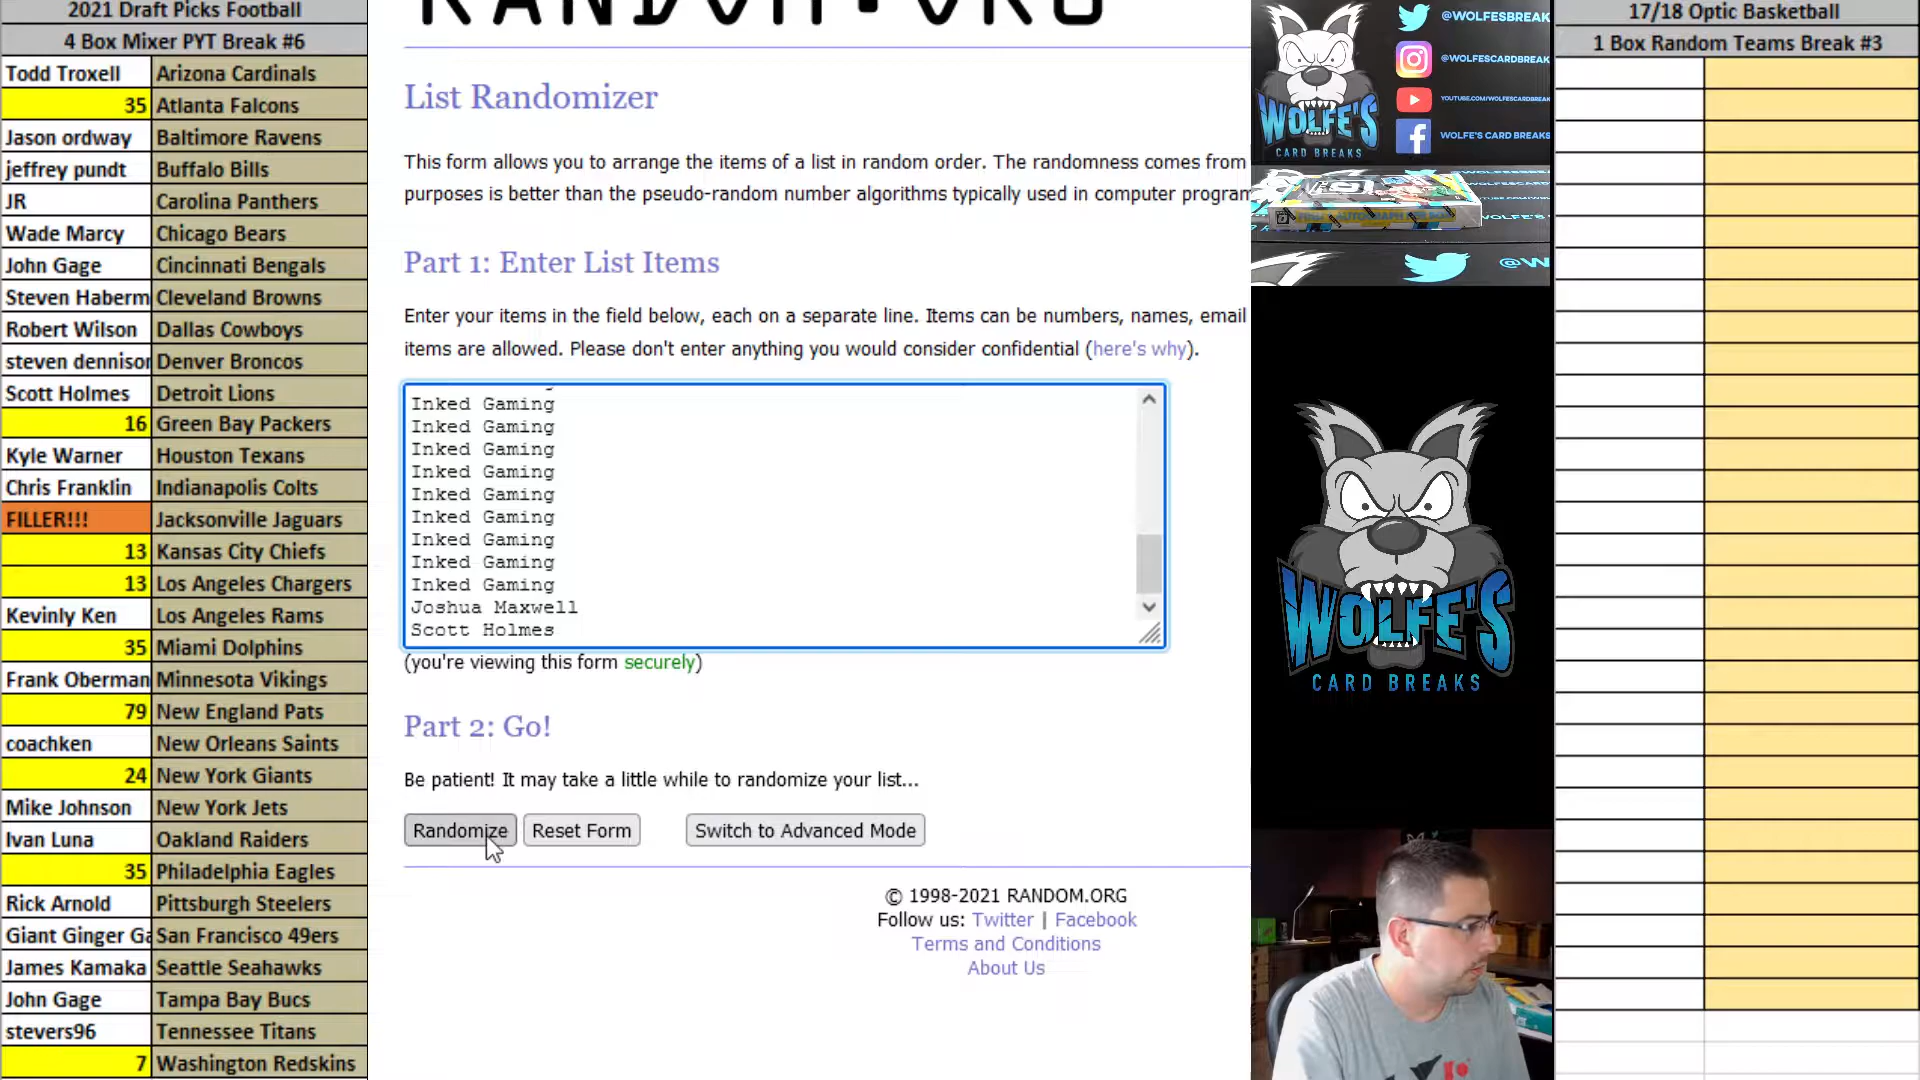 2021 Draft Picks Football
4 Box Mixer PYT Break #6
Todd Troxell Arizona Cardinals
35 Atlanta Falcons
Jason ordway Baltimore Ravens
jeffrey pundt Buffalo Bills
JR Carolina Panthers
Wade Marcy Chicago Bears
John Gage Cincinnati Bengals
Steven Haberm Cleveland Browns
Robert Wilson Dallas Cowboys
steven dennison Denver Broncos
Scott Holmes Detroit Lions
16 Green Bay Packers
Kyle Warner Houston Texans
Chris Franklin Indianapolis Colts
FILLER!!! Jacksonville Jaguars
13 Kansas City Chiefs
13 Los Angeles Chargers
Kevinly Ken Los Angeles Rams
35 Miami Dolphins
Frank Oberman Minnesota Vikings
79 New England Pats
coachken New Orleans Saints
24 New York Giants
Mike Johnson New York Jets
Ivan Luna Oakland Raiders
35 Philadelphia Eagles
Rick Arnold Pittsburgh Steelers
Giant Ginger Ga San Francisco 49ers
James Kamaka Seattle Seahawks
John Gage Tampa Bay Bucs
stevers96 Tennessee Titans
7 Washington Redskins
RANDOM.ORG
List Randomizer
This form allows you to arrange the items of a list in random order. The randomness comes from
purposes is better than the pseudo-random number algorithms typically used in computer program
Part 1: Enter List Items
Enter your items in the field below, each on a separate line. Items can be numbers, names, email
items are allowed. Please don't enter anything you would consider confidential (here's why).
Inked Gaming
Inked Gaming
Inked Gaming
Inked Gaming
Inked Gaming
Inked Gaming
Inked Gaming
Inked Gaming
Inked Gaming
Joshua Maxwell
Scott Holmes
(you're viewing this form securely)
Part 2: Go!
Be patient! It may take a little while to randomize your list...
Randomize Reset Form Switch to Advanced Mode
© 1998-2021 RANDOM.ORG
Follow us: Twitter | Facebook
Terms and Conditions
About Us
WOLFE'S
CARD BREAKS
@WOLFESBREAK
@WOLFESCARDBREAK
YOUTUBE.COM/WOLFESCARDBREAK
WOLFE'S CARD BREAKS
@W
WOLFE'S
CARD BREAKS
17/18 Optic Basketball
1 Box Random Teams Break #3